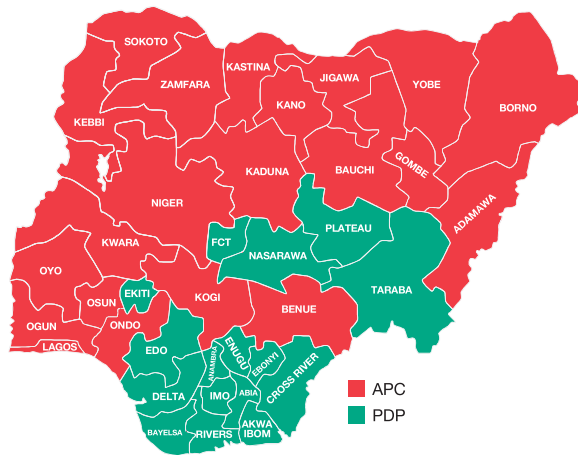 SOKOTO
KASTINA
JIGAWA
ZAMFARA
YOBE
KANO
BORNO
KEBBI
GOMBE
KADUNA
BAUCHI
NIGER
ADAMAWA
PLATEAU
KWARA
FCT
NASARAWA
OYO
TARABA
EKITI
OSUN
KOGI
BENUE
OGUN
ONDO
LAGOS
EDO
ENUGU
ANAMBRA
EBONYI
CROSS RIVER
DELTA
IMO
ABIA
BAYELSA
RIVERS
AKWA
IBOM
APC
PDP